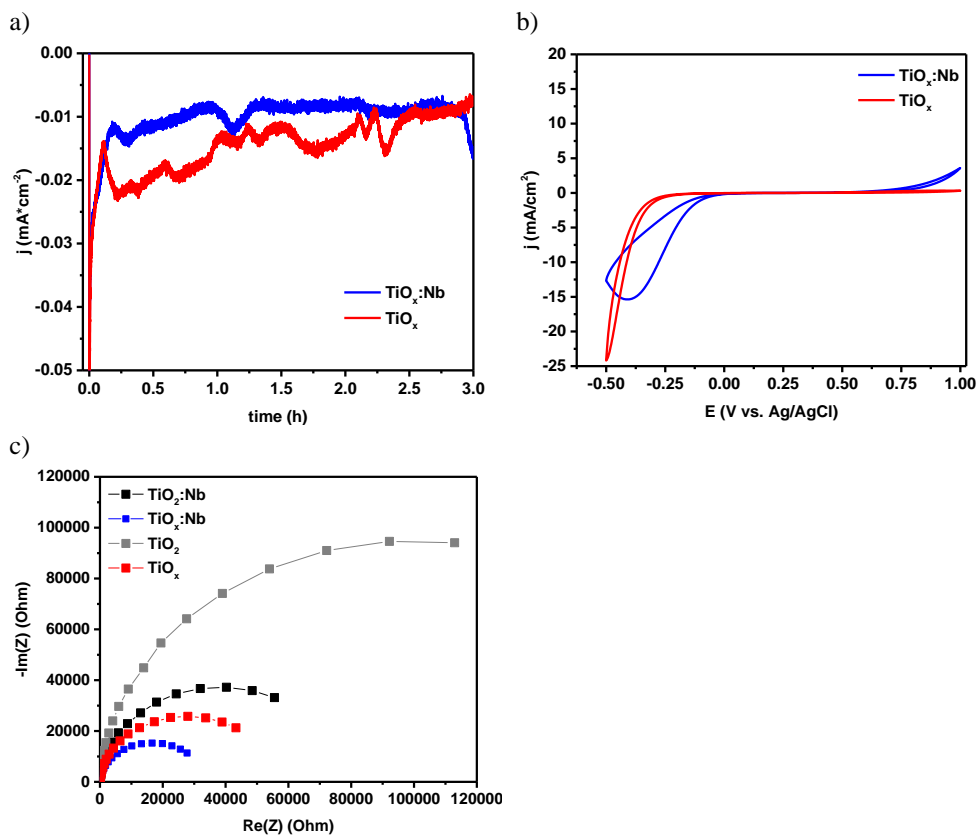 a)
0.00
-0.01
-0.02
-0.03
-0.04
-0.05
j (mA*cm-2)
TiOx:Nb
TiOx
0.0 0.5 1.0 1.5 2.0 2.5 3.0
time (h)
b)
25
20
15
10
5
0
-5
-10
-15
-20
-25
j (mA/cm2)
TiOx:Nb
TiOx
-0.50 -0.25 0.00 0.25 0.50 0.75 1.00
E (V vs. Ag/AgCl)
c)
120000
100000
80000
60000
40000
20000
0
-Im(Z) (Ohm)
TiO2:Nb
TiOx:Nb
TiO2
TiOx
0 20000 40000 60000 80000 100000 120000
Re(Z) (Ohm)